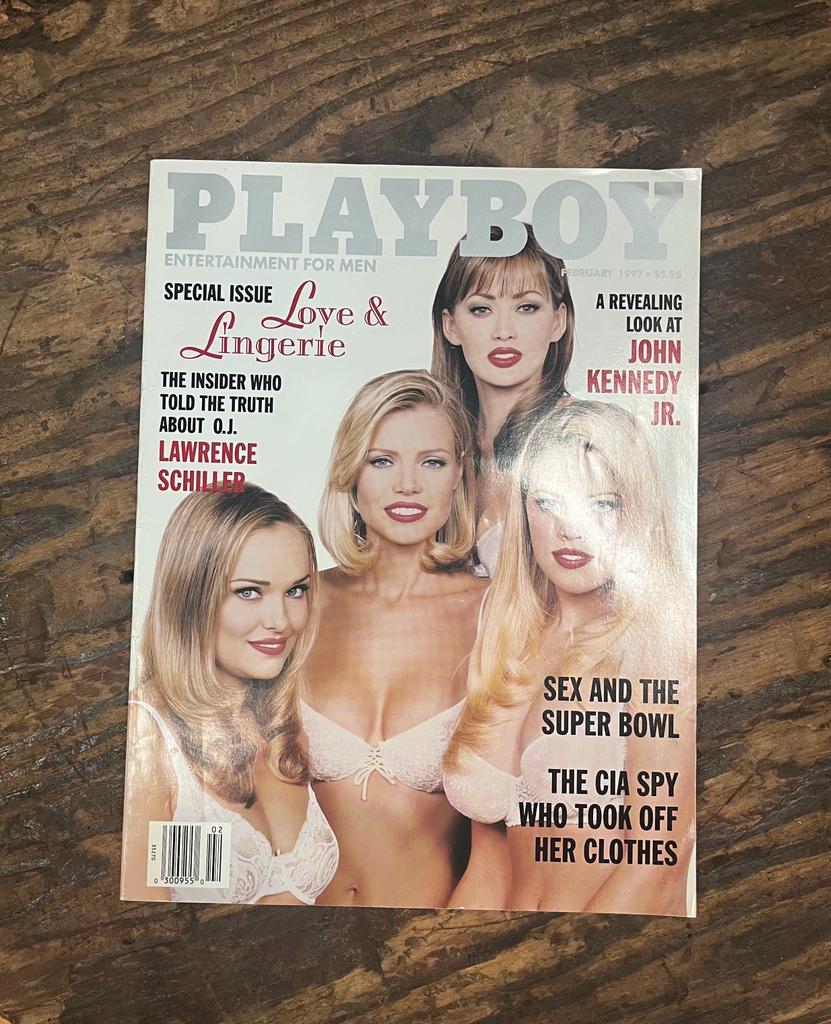 PLAYBOY
ENTERTAINMENT FOR MEN
FEBRUARY 1997 • $5.95
SPECIAL ISSUE Love &
Lingerie
THE INSIDER WHO
TOLD THE TRUTH
ABOUT O.J.
LAWRENCE
SCHILLER
A REVEALING
LOOK AT
JOHN
KENNEDY
JR.
SEX AND THE
SUPER BOWL
THE CIA SPY
WHO TOOK OFF
HER CLOTHES
02
35270
0 300955 0